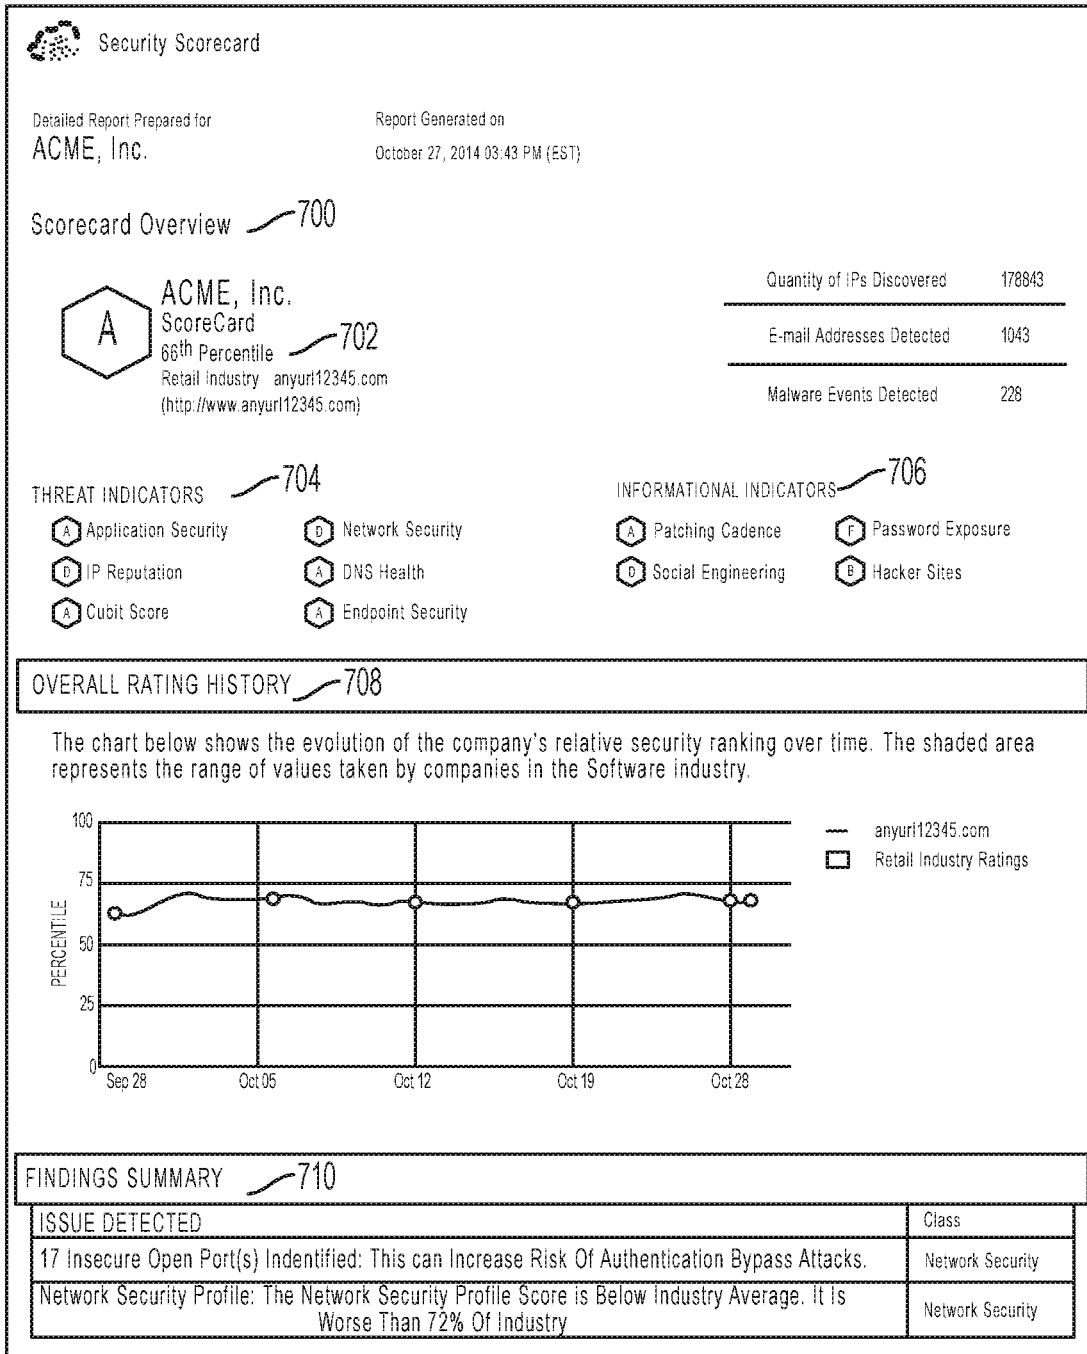 Security Scorecard
Detailed Report Prepared for
ACME, Inc.
Report Generated on
October 27, 2014 03:43 PM (EST)
Scorecard Overview 700
A
ACME, Inc.
ScoreCard
66th Percentile 702
Retail Industry anyurl12345.com
(http://www.anyurl12345.com)
Quantity of IPs Discovered 178843
E-mail Addresses Detected 1043
Malware Events Detected 228
THREAT INDICATORS 704
A Application Security
D Network Security
D IP Reputation
A DNS Health
A Cubit Score
A Endpoint Security
INFORMATIONAL INDICATORS 706
A Patching Cadence
F Password Exposure
D Social Engineering
B Hacker Sites
OVERALL RATING HISTORY 708
The chart below shows the evolution of the company's relative security ranking over time. The shaded area
represents the range of values taken by companies in the Software industry.
100
75
50
25
0
PERCENTILE
Sep 28
Oct 05
Oct 12
Oct 19
Oct 28
anyurl12345.com
Retail Industry Ratings
FINDINGS SUMMARY 710
ISSUE DETECTED Class
17 Insecure Open Port(s) Indentified: This can Increase Risk Of Authentication Bypass Attacks. Network Security
Network Security Profile: The Network Security Profile Score is Below Industry Average. It Is
Worse Than 72% Of Industry
Network Security